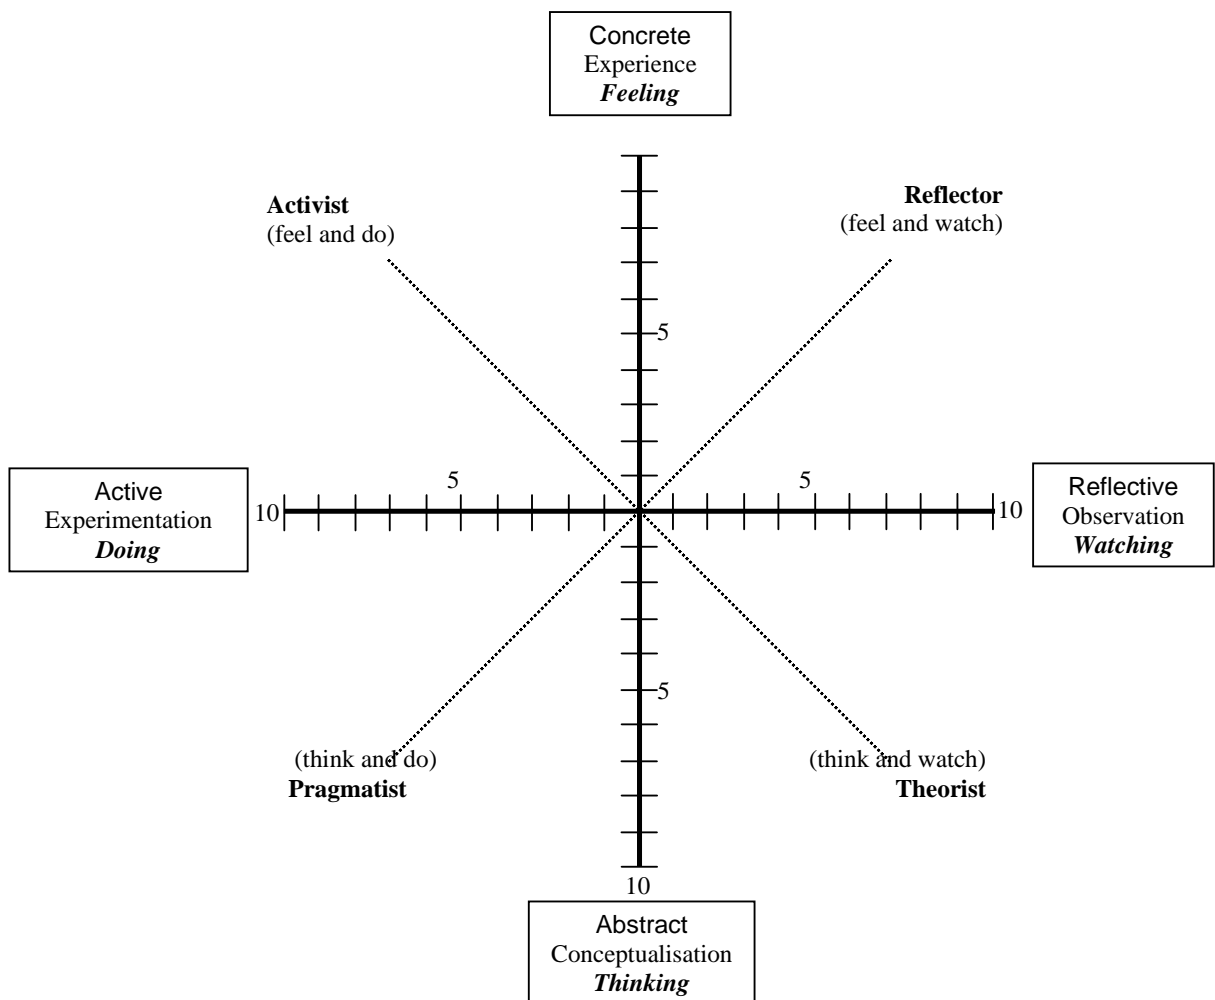 Concrete
Experience
Feeling
Activist
(feel and do)
Reflector
(feel and watch)
5
Active
Experimentation
Doing
10
5
5
10
Reflective
Observation
Watching
5
(think and do)
Pragmatist
(think and watch)
Theorist
10
Abstract
Conceptualisation
Thinking